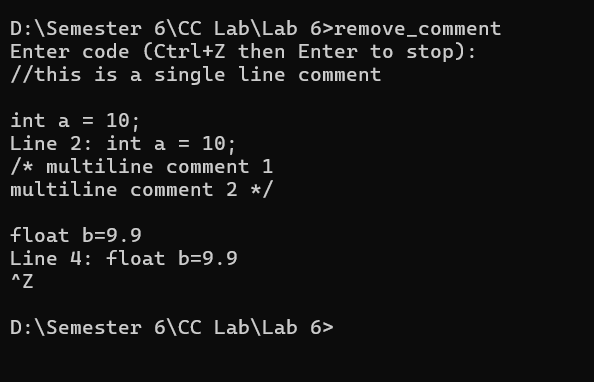 D:\Semester 6\CC Lab\Lab 6>remove_comment
Enter code (Ctrl+Z then Enter to stop):
//this is a single line comment

int a = 10;
Line 2: int a = 10;
/* multiline comment 1
multiline comment 2 */

float b=9.9
Line 4: float b=9.9
^Z

D:\Semester 6\CC Lab\Lab 6>